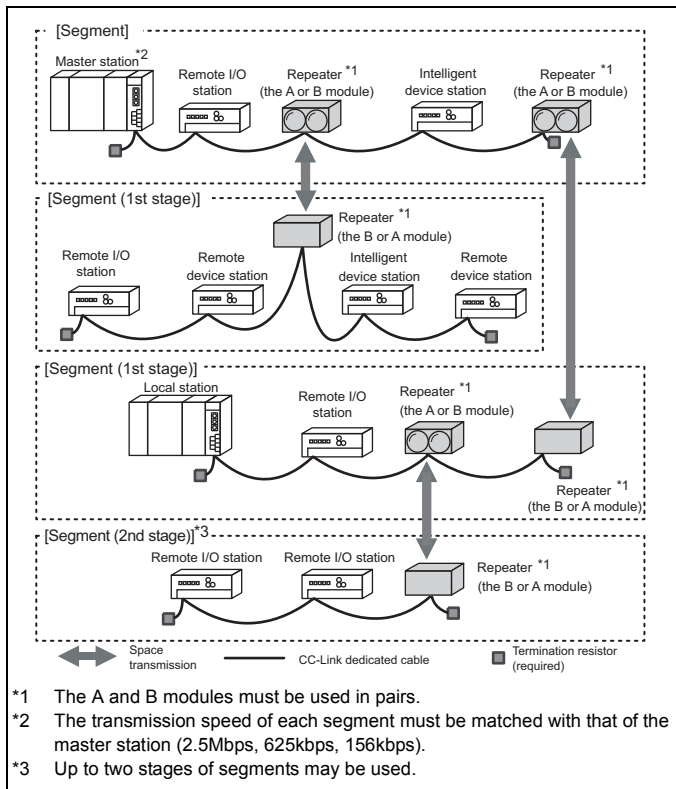 [Segment]
Master station*2
Remote I/O
station
Repeater *1
(the A or B module)
Intelligent
device station
Repeater *1
(the A or B module)
[Segment (1st stage)]
Repeater *1
(the B or A module)
Remote I/O
station
Remote
device station
Intelligent
device station
Remote
device station
[Segment (1st stage)]
Local station
Remote I/O
station
Repeater *1
(the A or B module)
Repeater *1
(the B or A module)
[Segment (2nd stage)]*3
Remote I/O station
Remote I/O station
Repeater *1
(the B or A module)
Space
transmission
CC-Link dedicated cable
Termination resistor
(required)
*1 The A and B modules must be used in pairs.
*2 The transmission speed of each segment must be matched with that of the
master station (2.5Mbps, 625kbps, 156kbps).
*3 Up to two stages of segments may be used.